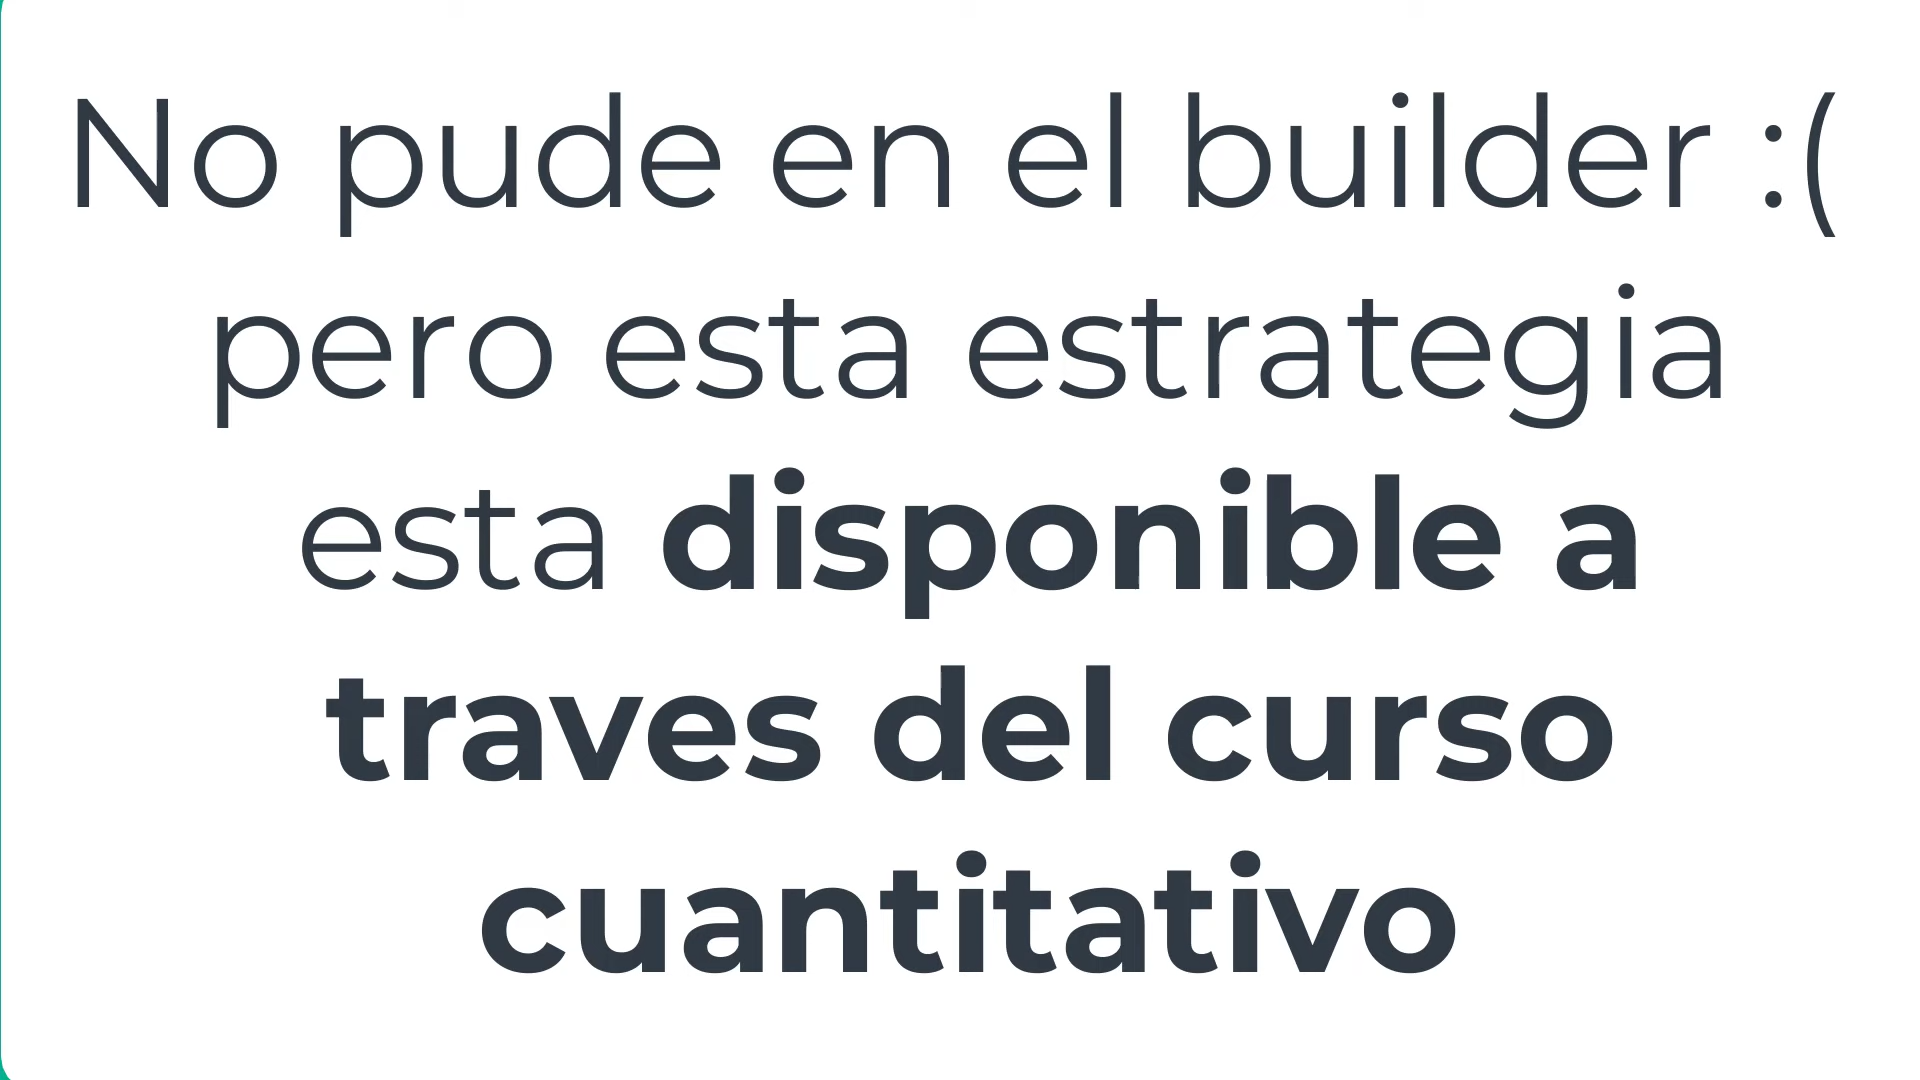 No pude en el builder :(
pero esta estrategia
esta disponible a
traves del curso
cuantitativo